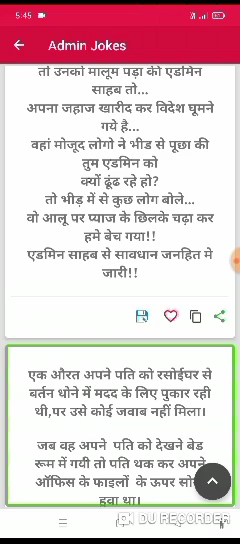 5:45
Admin Jokes
तो उनको मालूम पड़ा की एडमिन
साहब तो...
अपना जहाज खारीद कर विदेश घूमने
गये है...
वहां मोजूद लोगो ने भीड से पूछा की
तुम एडमिन को
क्यों ढूंढ रहे हो?
तो भीड़ में से कुछ लोग बोले...
वो आलू पर प्याज के छिलके चढ़ा कर
हमे बेच गया!!
एडमिन साहब से सावधान जनहित मे
जारी!!
एक औरत अपने पति को रसोईघर से
बर्तन धोने में मदद के लिए पुकार रही
थी,पर उसे कोई जवाब नहीं मिला।
जब वह अपने पति को देखने बेड
रूम में गयी तो पति थक कर अपने
ऑफिस के फाइलों के ऊपर सो
हुवा था।
DU RECORDER